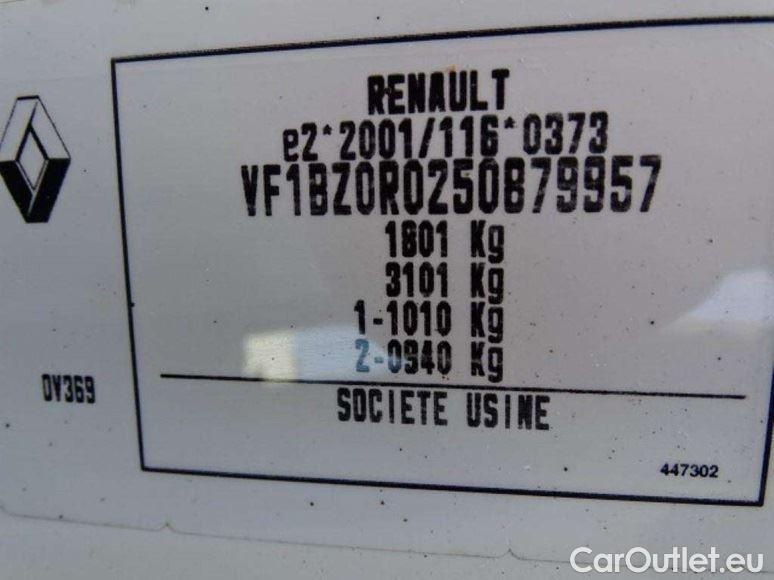 RENAULT
e2*2001/116*0373
VF1BZ0R0250879957
1801 Kg
3101 Kg
1-1010 Kg
2-0940 Kg
0V369
SOCIETE USINE
447302
CarOutlet.eu